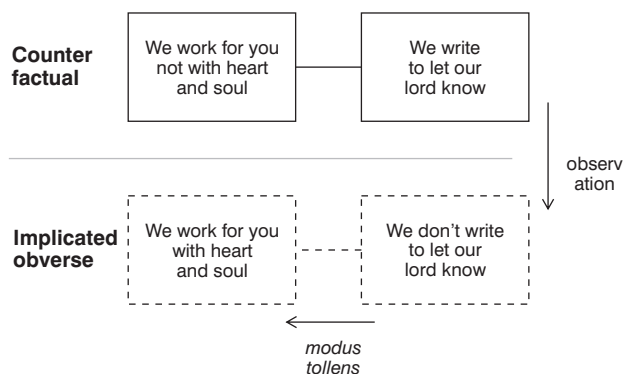 Counter
factual
We work for you
not with heart
and soul
We write
to let our
lord know
observ
ation
Implicated
obverse
We work for you
with heart
and soul
We don't write
to let our
lord know
modus
tollens